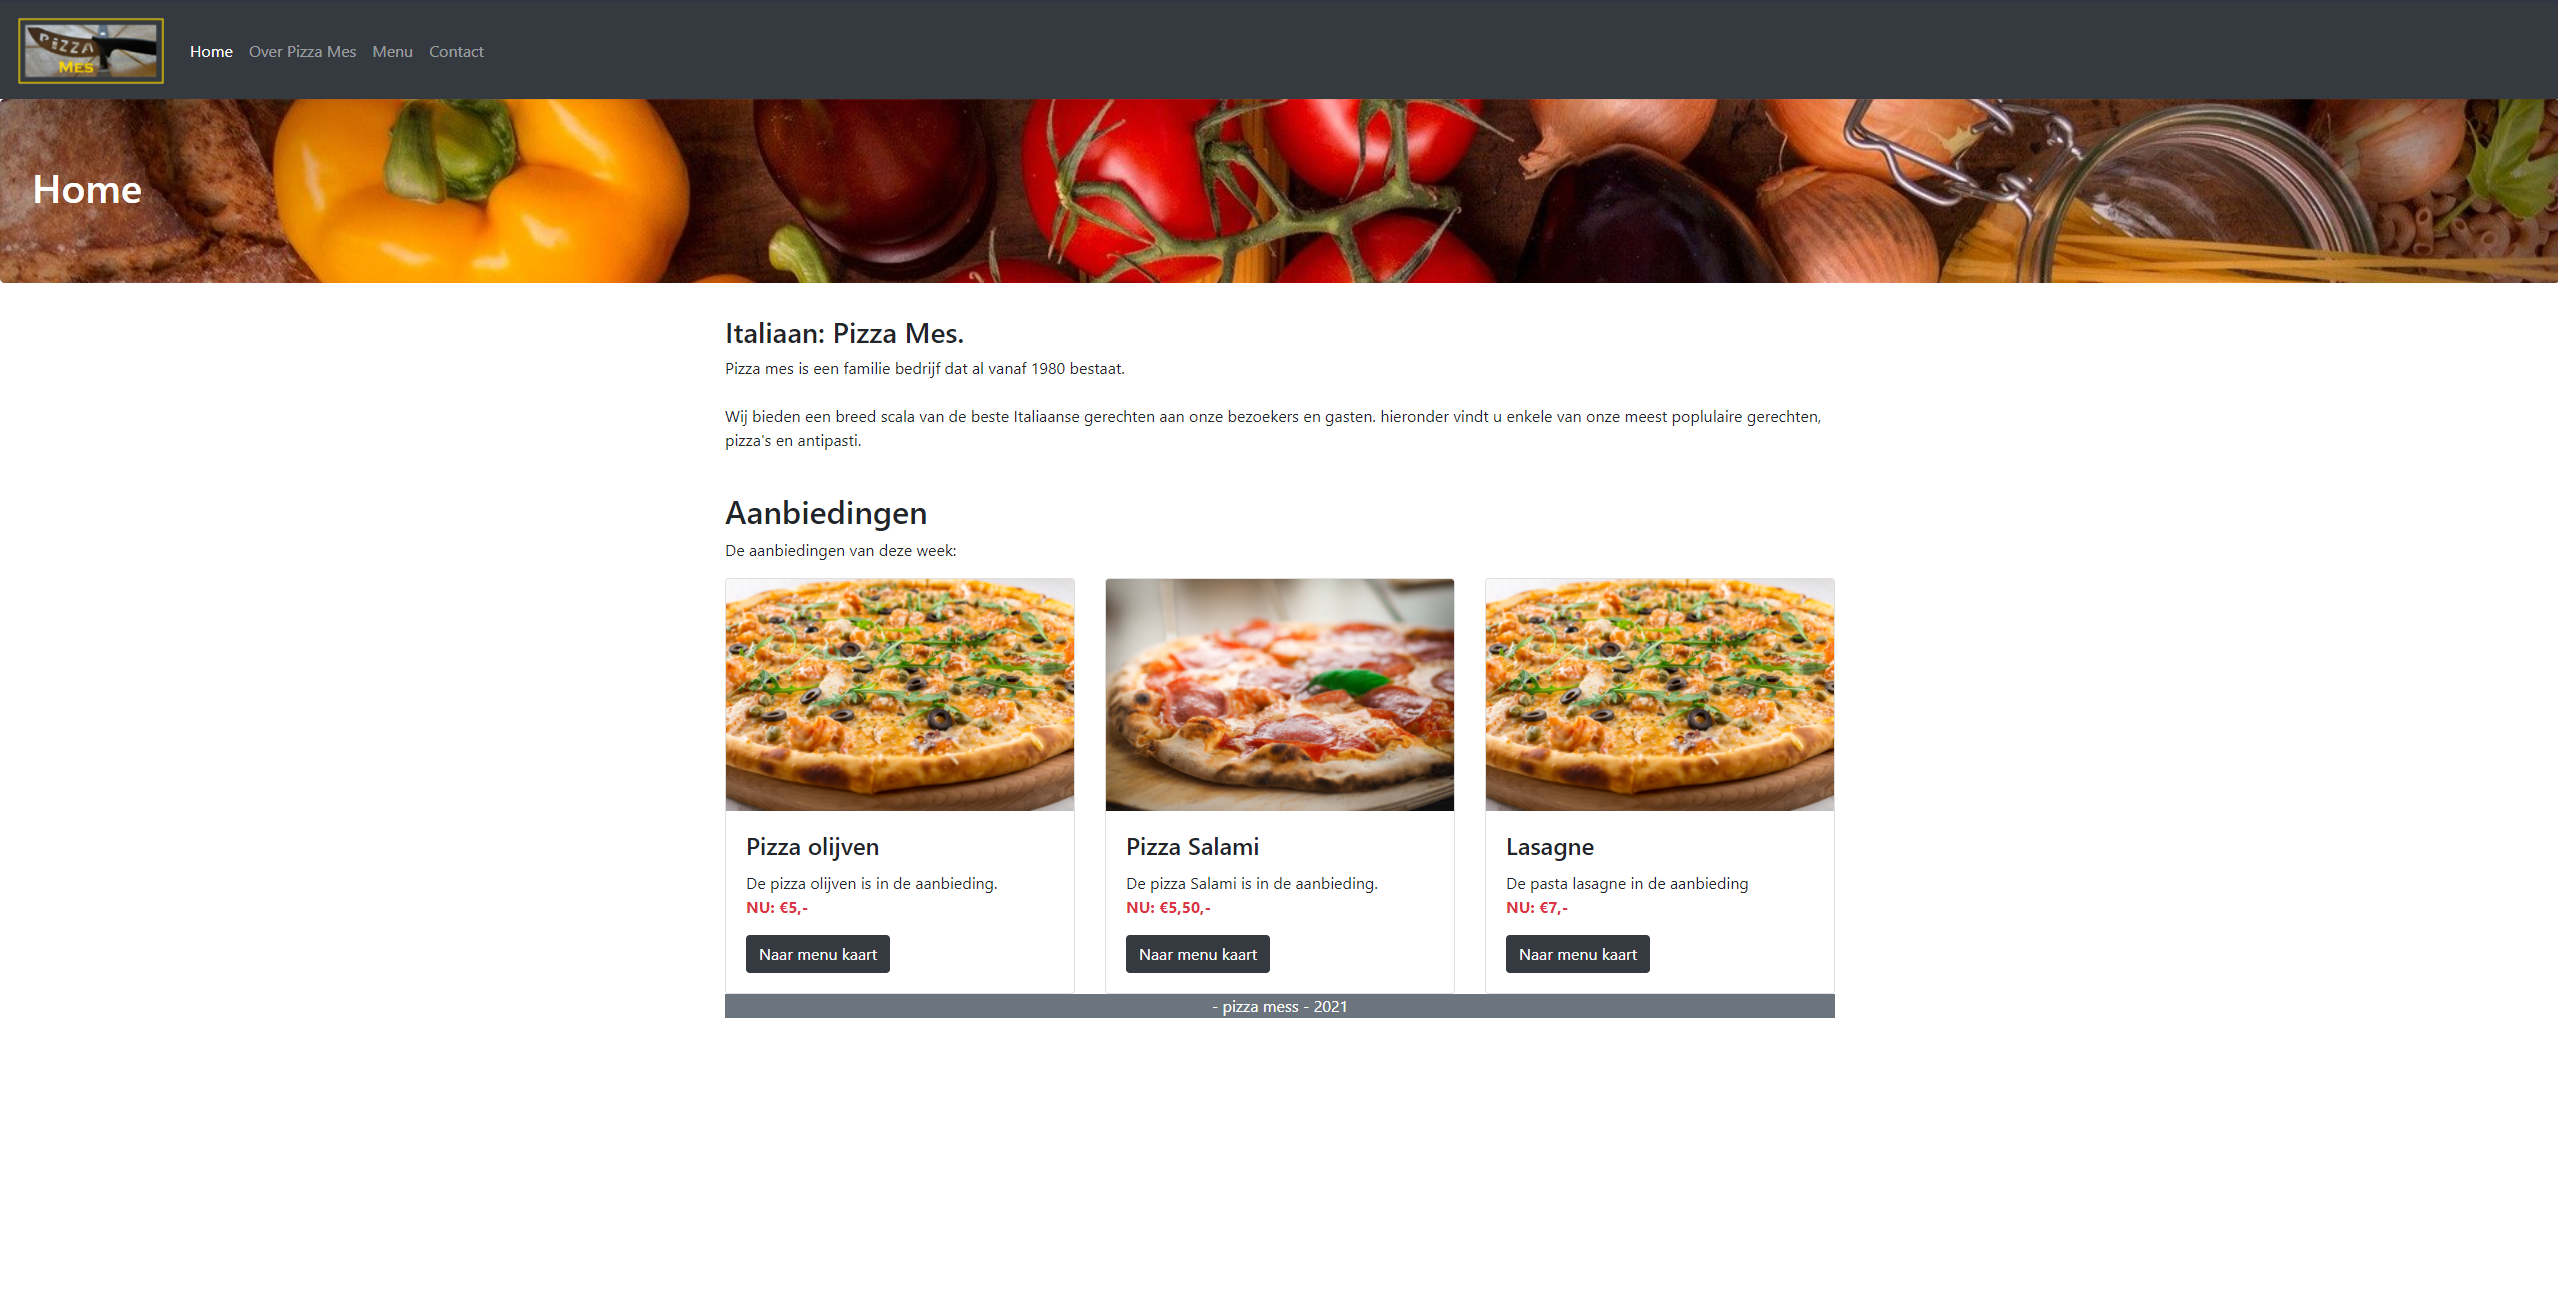 PIZZA
MES
Home Over Pizza Mes Menu Contact
Home
Italiaan: Pizza Mes.
Pizza mes is een familie bedrijf dat al vanaf 1980 bestaat.
Wij bieden een breed scala van de beste Italiaanse gerechten aan onze bezoekers en gasten. hieronder vindt u enkele van onze meest poplulaire gerechten,
pizza's en antipasti.
Aanbiedingen
De aanbiedingen van deze week:
Pizza olijven
De pizza olijven is in de aanbieding.
NU: €5,-
Naar menu kaart
Pizza Salami
De pizza Salami is in de aanbieding.
NU: €5,50,-
Naar menu kaart
Lasagne
De pasta lasagne in de aanbieding
NU: €7,-
Naar menu kaart
- pizza mess - 2021